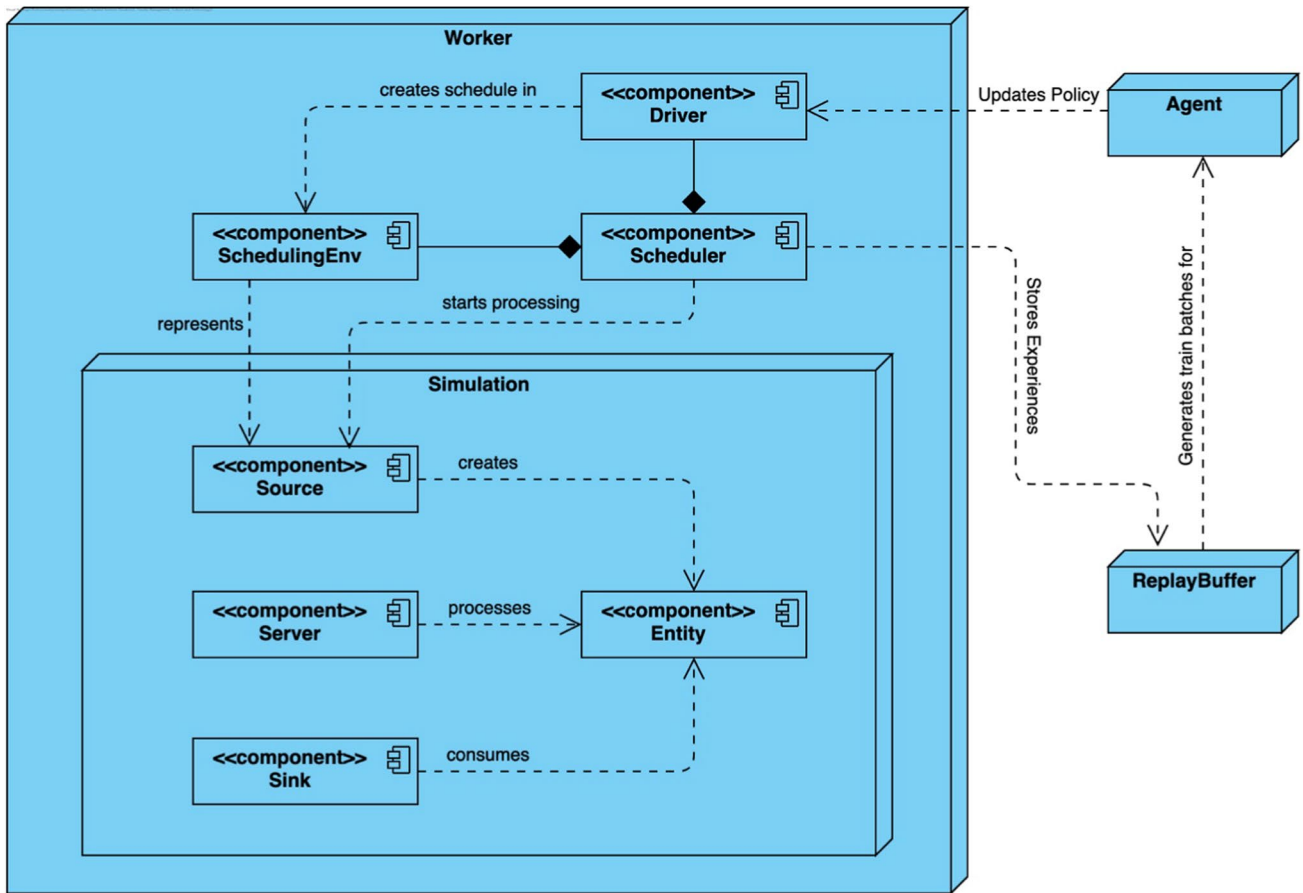 Worker
creates schedule in
<<component>>
Driver
Updates Policy
Agent
<<component>>
SchedulingEnv
<<component>>
Scheduler
represents
starts processing
Stores Experiences
Generates train batches for
Simulation
<<component>>
Source
creates
<<component>>
Server
processes
<<component>>
Entity
ReplayBuffer
<<component>>
Sink
consumes